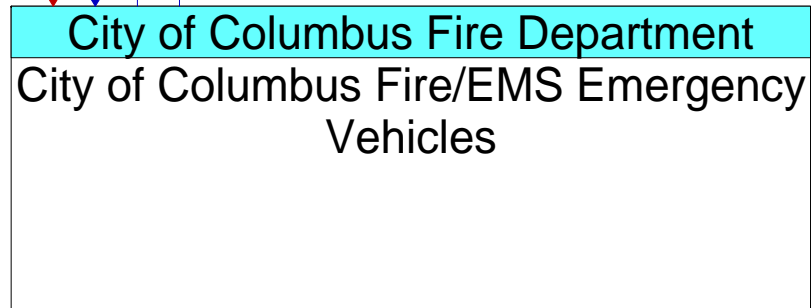 City of Columbus Fire Department
City of Columbus Fire/EMS Emergency
Vehicles